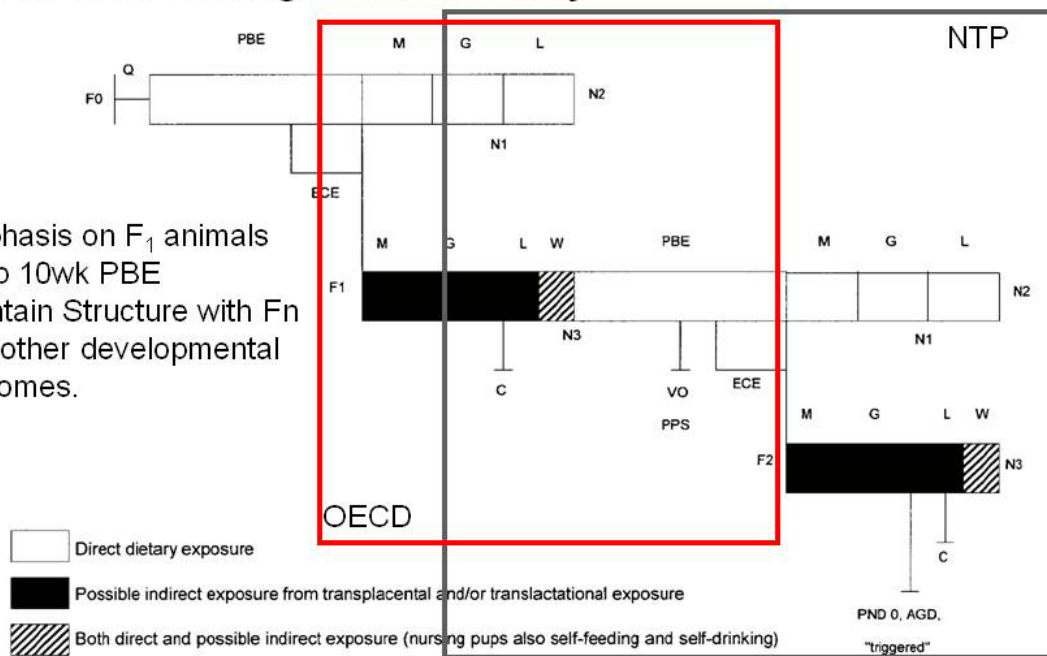 NTP
PBE M G L
Q
F0 N2
N1
ECE
on F₁ animals
10wk PBE
Structure with Fn
other developmental
M G L W PBE M G L
F1 N2
N3 N1
C VO ECE
PPS
M G L W
F2 N3
OECD
Direct dietary exposure
C
Possible indirect exposure from transplacental and/or translactational exposure
PND 0, AGD,
Both direct and possible indirect exposure (nursing pups also self-feeding and self-drinking)
"triggered"